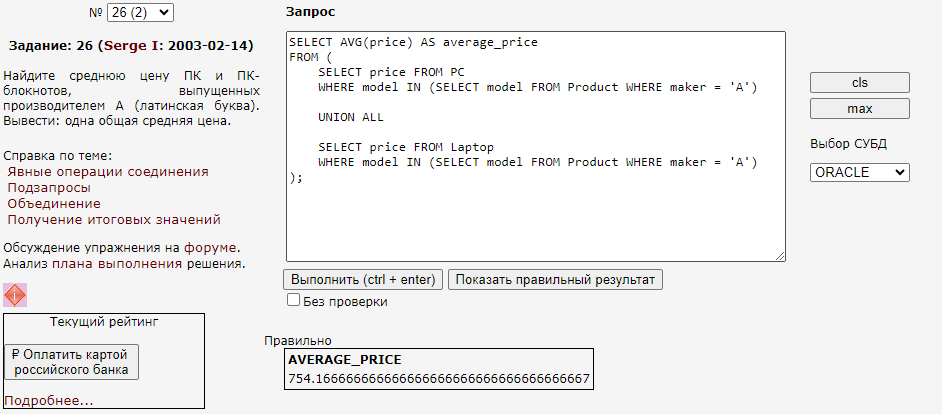 № 26 (2)
Задание: 26 (Serge I: 2003-02-14)
Найдите среднюю цену ПК и ПК-
блокнотов, выпущенных
производителем A (латинская буква).
Вывести: одна общая средняя цена.
Справка по теме:
Явные операции соединения
Подзапросы
Объединение
Получение итоговых значений
Обсуждение упражнения на форуме.
Анализ плана выполнения решения.
Текущий рейтинг
₽ Оплатить картой
российского банка
Подробнее...
Запрос
SELECT AVG(price) AS average_price
FROM (
    SELECT price FROM PC
    WHERE model IN (SELECT model FROM Product WHERE maker = 'A')
    UNION ALL
    SELECT price FROM Laptop
    WHERE model IN (SELECT model FROM Product WHERE maker = 'A')
);
Выполнить (ctrl + enter) Показать правильный результат
Без проверки
Правильно
AVERAGE_PRICE
754.166666666666666666666666666666666667
cls
max
Выбор СУБД
ORACLE